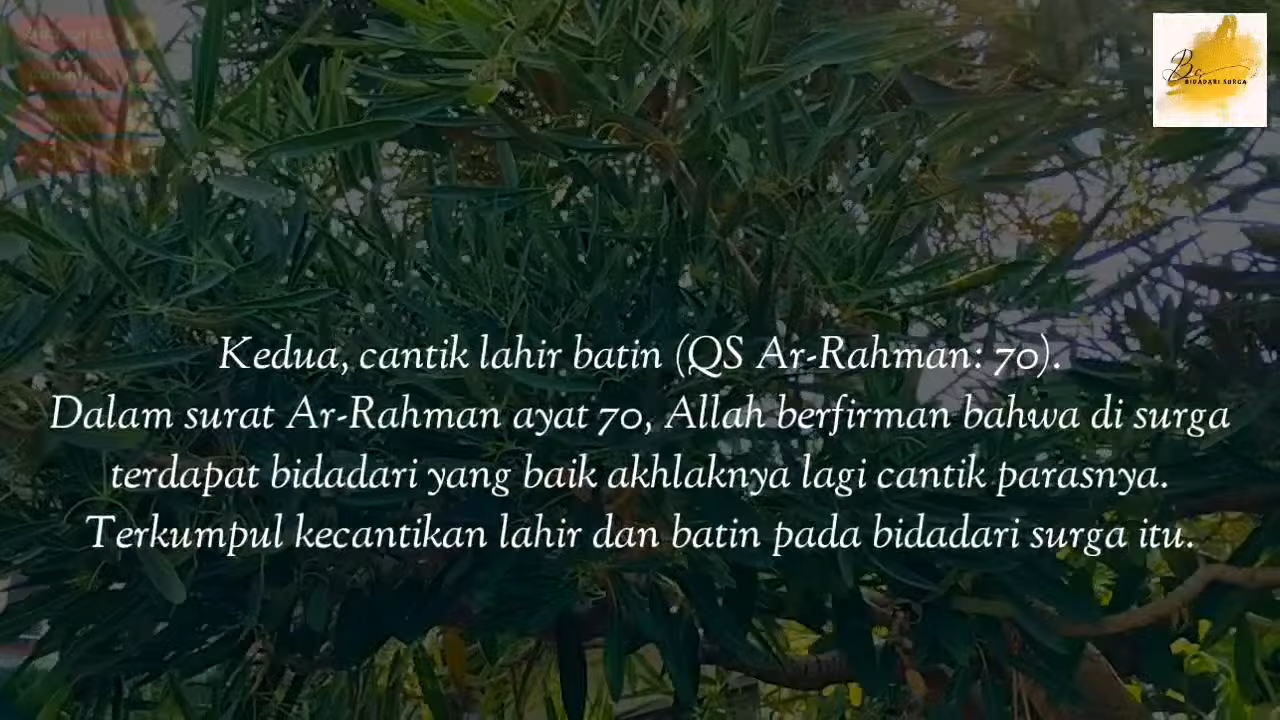 Bs
BIDADARI SURGA
Kedua, cantik lahir batin (QS Ar-Rahman: 70).
Dalam surat Ar-Rahman ayat 70, Allah berfirman bahwa di surga
terdapat bidadari yang baik akhlaknya lagi cantik parasnya.
Terkumpul kecantikan lahir dan batin pada bidadari surga itu.